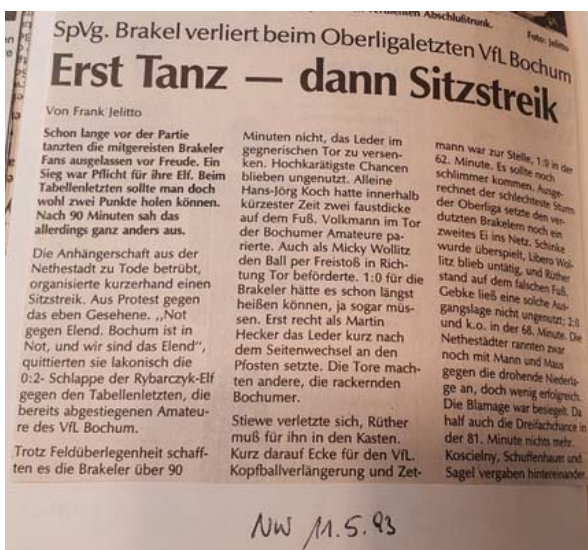 Abschlußtrunk.
Foto: Jelitto
SpVg. Brakel verliert beim Oberligaletzten VfL Bochum
Erst Tanz — dann Sitzstreik
Von Frank Jelitto
Schon lange vor der Partie
tanzten die mitgereisten Brakeler
Fans ausgelassen vor Freude. Ein
Sieg war Pflicht für ihre Elf. Beim
Tabellenletzten sollte man doch
wohl zwei Punkte holen können.
Nach 90 Minuten sah das
allerdings ganz anders aus.
Die Anhängerschaft aus der
Nethestadt zu Tode betrübt,
organisierte kurzerhand einen
Sitzstreik. Aus Protest gegen
das eben Gesehene. „Not
gegen Elend. Bochum ist in
Not, und wir sind das Elend",
quittierten sie lakonisch die
0:2- Schlappe der Rybarczyk-Elf
gegen den Tabellenletzten, die
bereits abgestiegenen Amateu-
re des VfL Bochum.
Trotz Feldüberlegenheit schaff-
ten es die Brakeler über 90
Minuten nicht, das Leder im
gegnerischen Tor zu versen-
ken. Hochkarätigste Chancen
blieben ungenutzt. Alleine
Hans-Jörg Koch hatte innerhalb
kürzester Zeit zwei faustdicke
auf dem Fuß. Volkmann im Tor
der Bochumer Amateure pa-
rierte. Auch als Micky Wollitz
den Ball per Freistoß in Rich-
tung Tor beförderte. 1:0 für die
Brakeler hätte es schon längst
heißen können, ja sogar müs-
sen. Erst recht als Martin
Hecker das Leder kurz nach
dem Seitenwechsel an den
Pfosten setzte. Die Tore mach-
ten andere, die rackernden
Bochumer.
Stiewe verletzte sich, Rüther
muß für ihn in den Kasten.
Kurz darauf Ecke für den VfL.
Kopfballverlängerung und Zet-
mann war zur Stelle, 1:0 in der
62. Minute. Es sollte noch
schlimmer kommen. Ausge-
rechnet der schlechteste Sturm
der Oberliga setzte den ver-
dutzten Brakelern noch ein
zweites Ei ins Netz. Schinke
wurde überspielt, Libero Wol-
litz blieb untätig, und Rüther
stand auf dem falschen Fuß.
Gebke ließ eine solche Aus-
gangslage nicht ungenutzt; 2:0
und k.o. in der 68. Minute. Die
Nethestädter rannten zwar
noch mit Mann und Maus
gegen die drohende Niederla-
ge an, doch wenig erfolgreich.
Die Blamage war besiegelt. Da
half auch die Dreifachchance in
der 81. Minute nichts mehr.
Koscielny, Schuffenhauer und
Sagel vergaben hintereinander.
NW 11.5.93